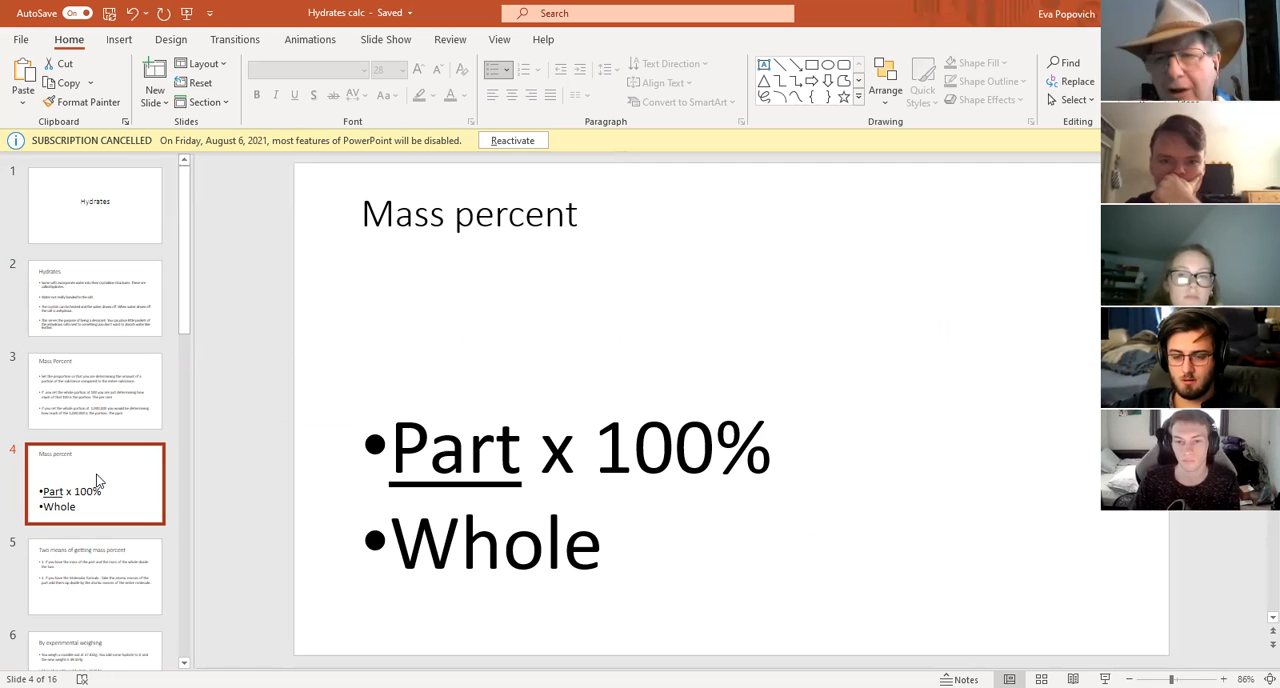 AutoSave On Hydrates calc - Saved Search Eva Popovich
File Home Insert Design Transitions Animations Slide Show Review View Help
Paste
Cut
Copy
Format Painter
Clipboard
New
Slide
Layout
Reset
Section
Slides
28
B I U S ab AV Aa A
Font
Text Direction
Align Text
Convert to SmartArt
Paragraph
Arrange
Quick
Styles
Shape Fill
Shape Outline
Shape Effects
Drawing
Find
Replace
Select
Editing
SUBSCRIPTION CANCELLED On Friday, August 6, 2021, most features of PowerPoint will be disabled. Reactivate
1
Hydrates
2
Hydrates
3
Mass Percent
4
Mass percent
•Part x 100%
•Whole
5
Two means of getting mass percent
6
By experimental weighing
Mass percent
•Part x 100%
•Whole
Slide 4 of 16 Notes 86%